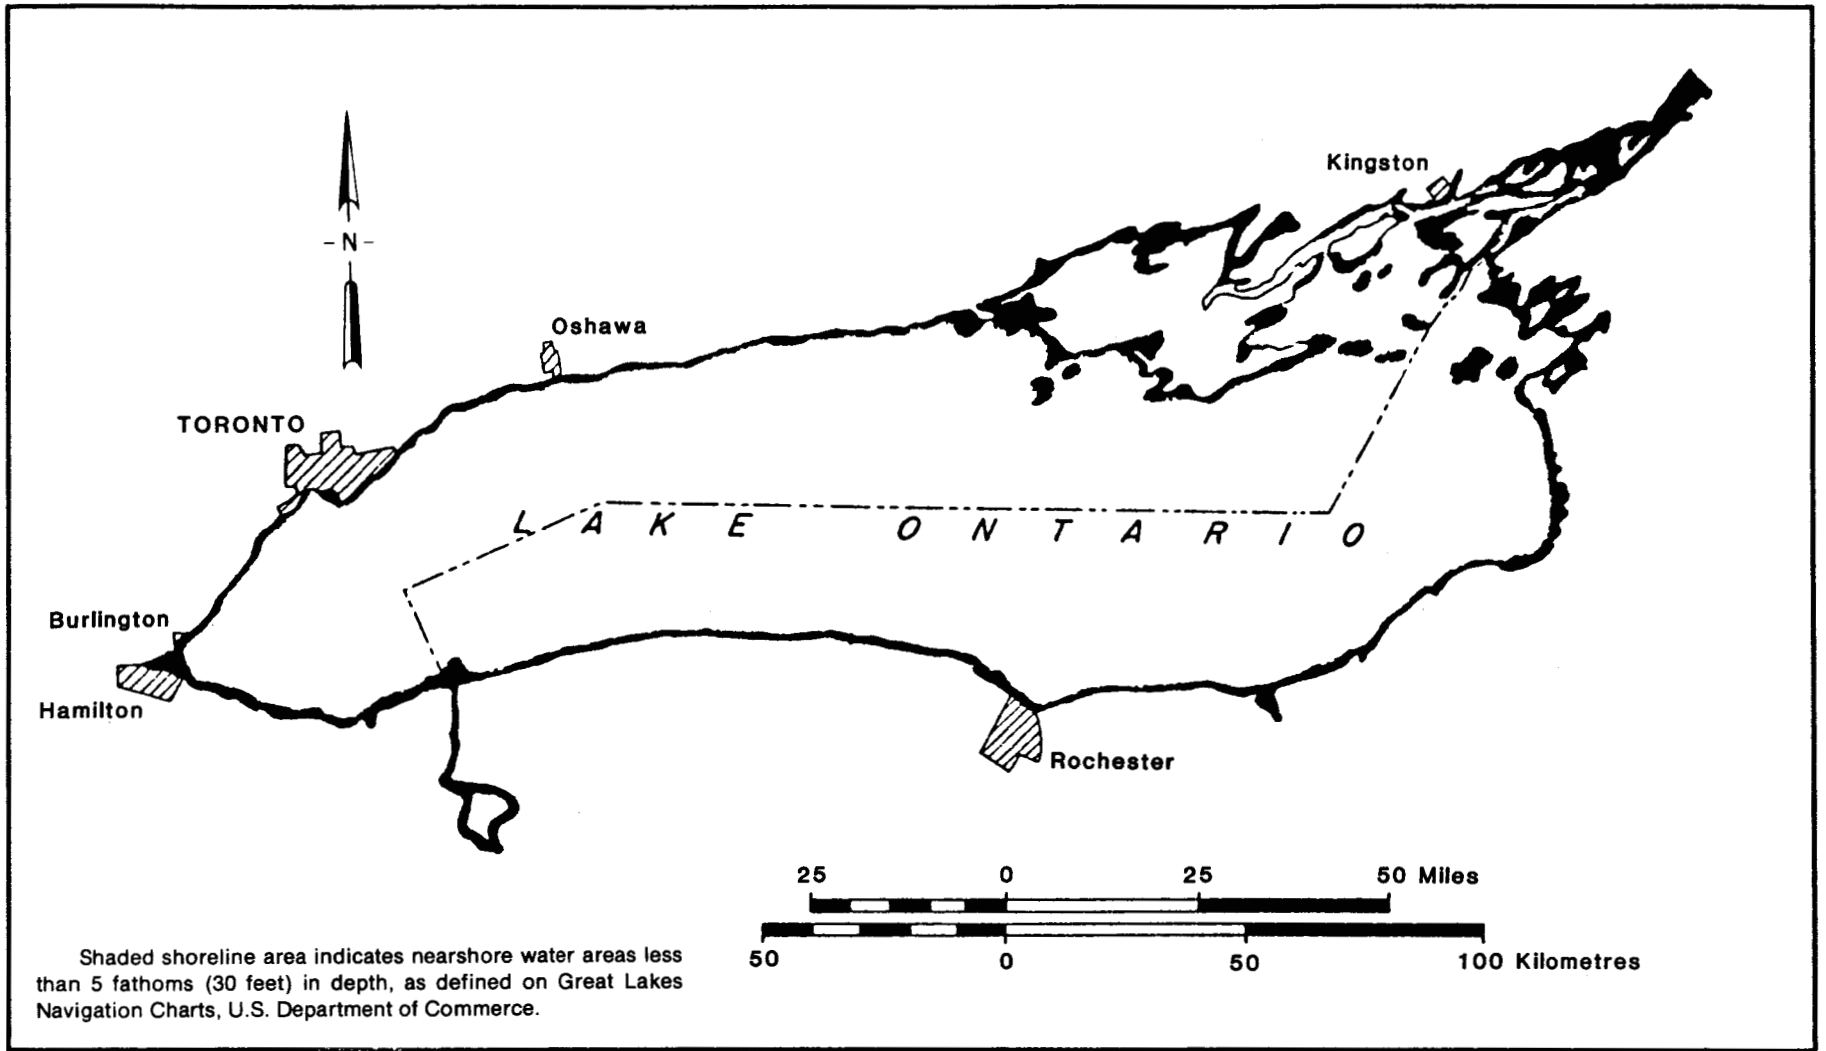 Kingston
- N -
Oshawa
TORONTO
LAKE ONTARIO
Burlington
Hamilton
Rochester
25 0 25 50 Miles
50 0 50 100 Kilometres
Shaded shoreline area indicates nearshore water areas less
than 5 fathoms (30 feet) in depth, as defined on Great Lakes
Navigation Charts, U.S. Department of Commerce.